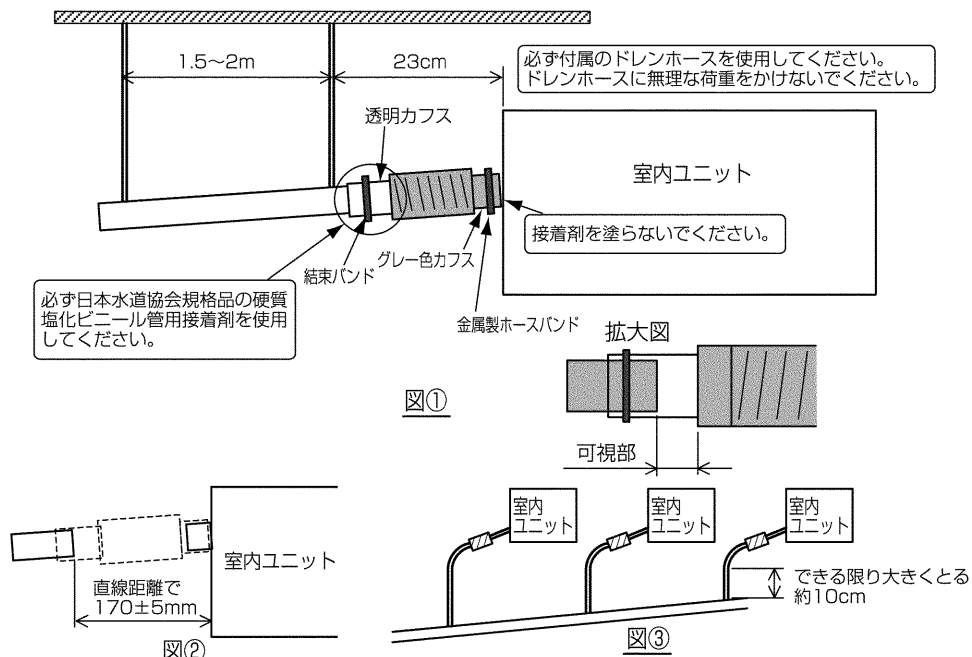 1.5〜2m
23cm
必ず付属のドレンホースを使用してください。
ドレンホースに無理な荷重をかけないでください。
透明カフス
室内ユニット
接着剤を塗らないでください。
グレー色カフス
結束バンド
金属製ホースバンド
必ず日本水道協会規格品の硬質
塩化ビニール管用接着剤を使用
してください。
拡大図
図①
可視部
室内ユニット
直線距離で
170±5mm
図②
室内
ユニット
室内
ユニット
室内
ユニット
できる限り大きくとる
約10cm
図③